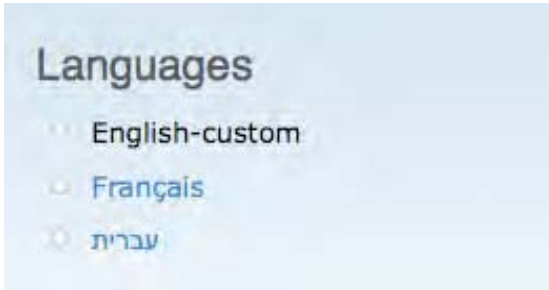 Languages
English-custom
Français
עברית